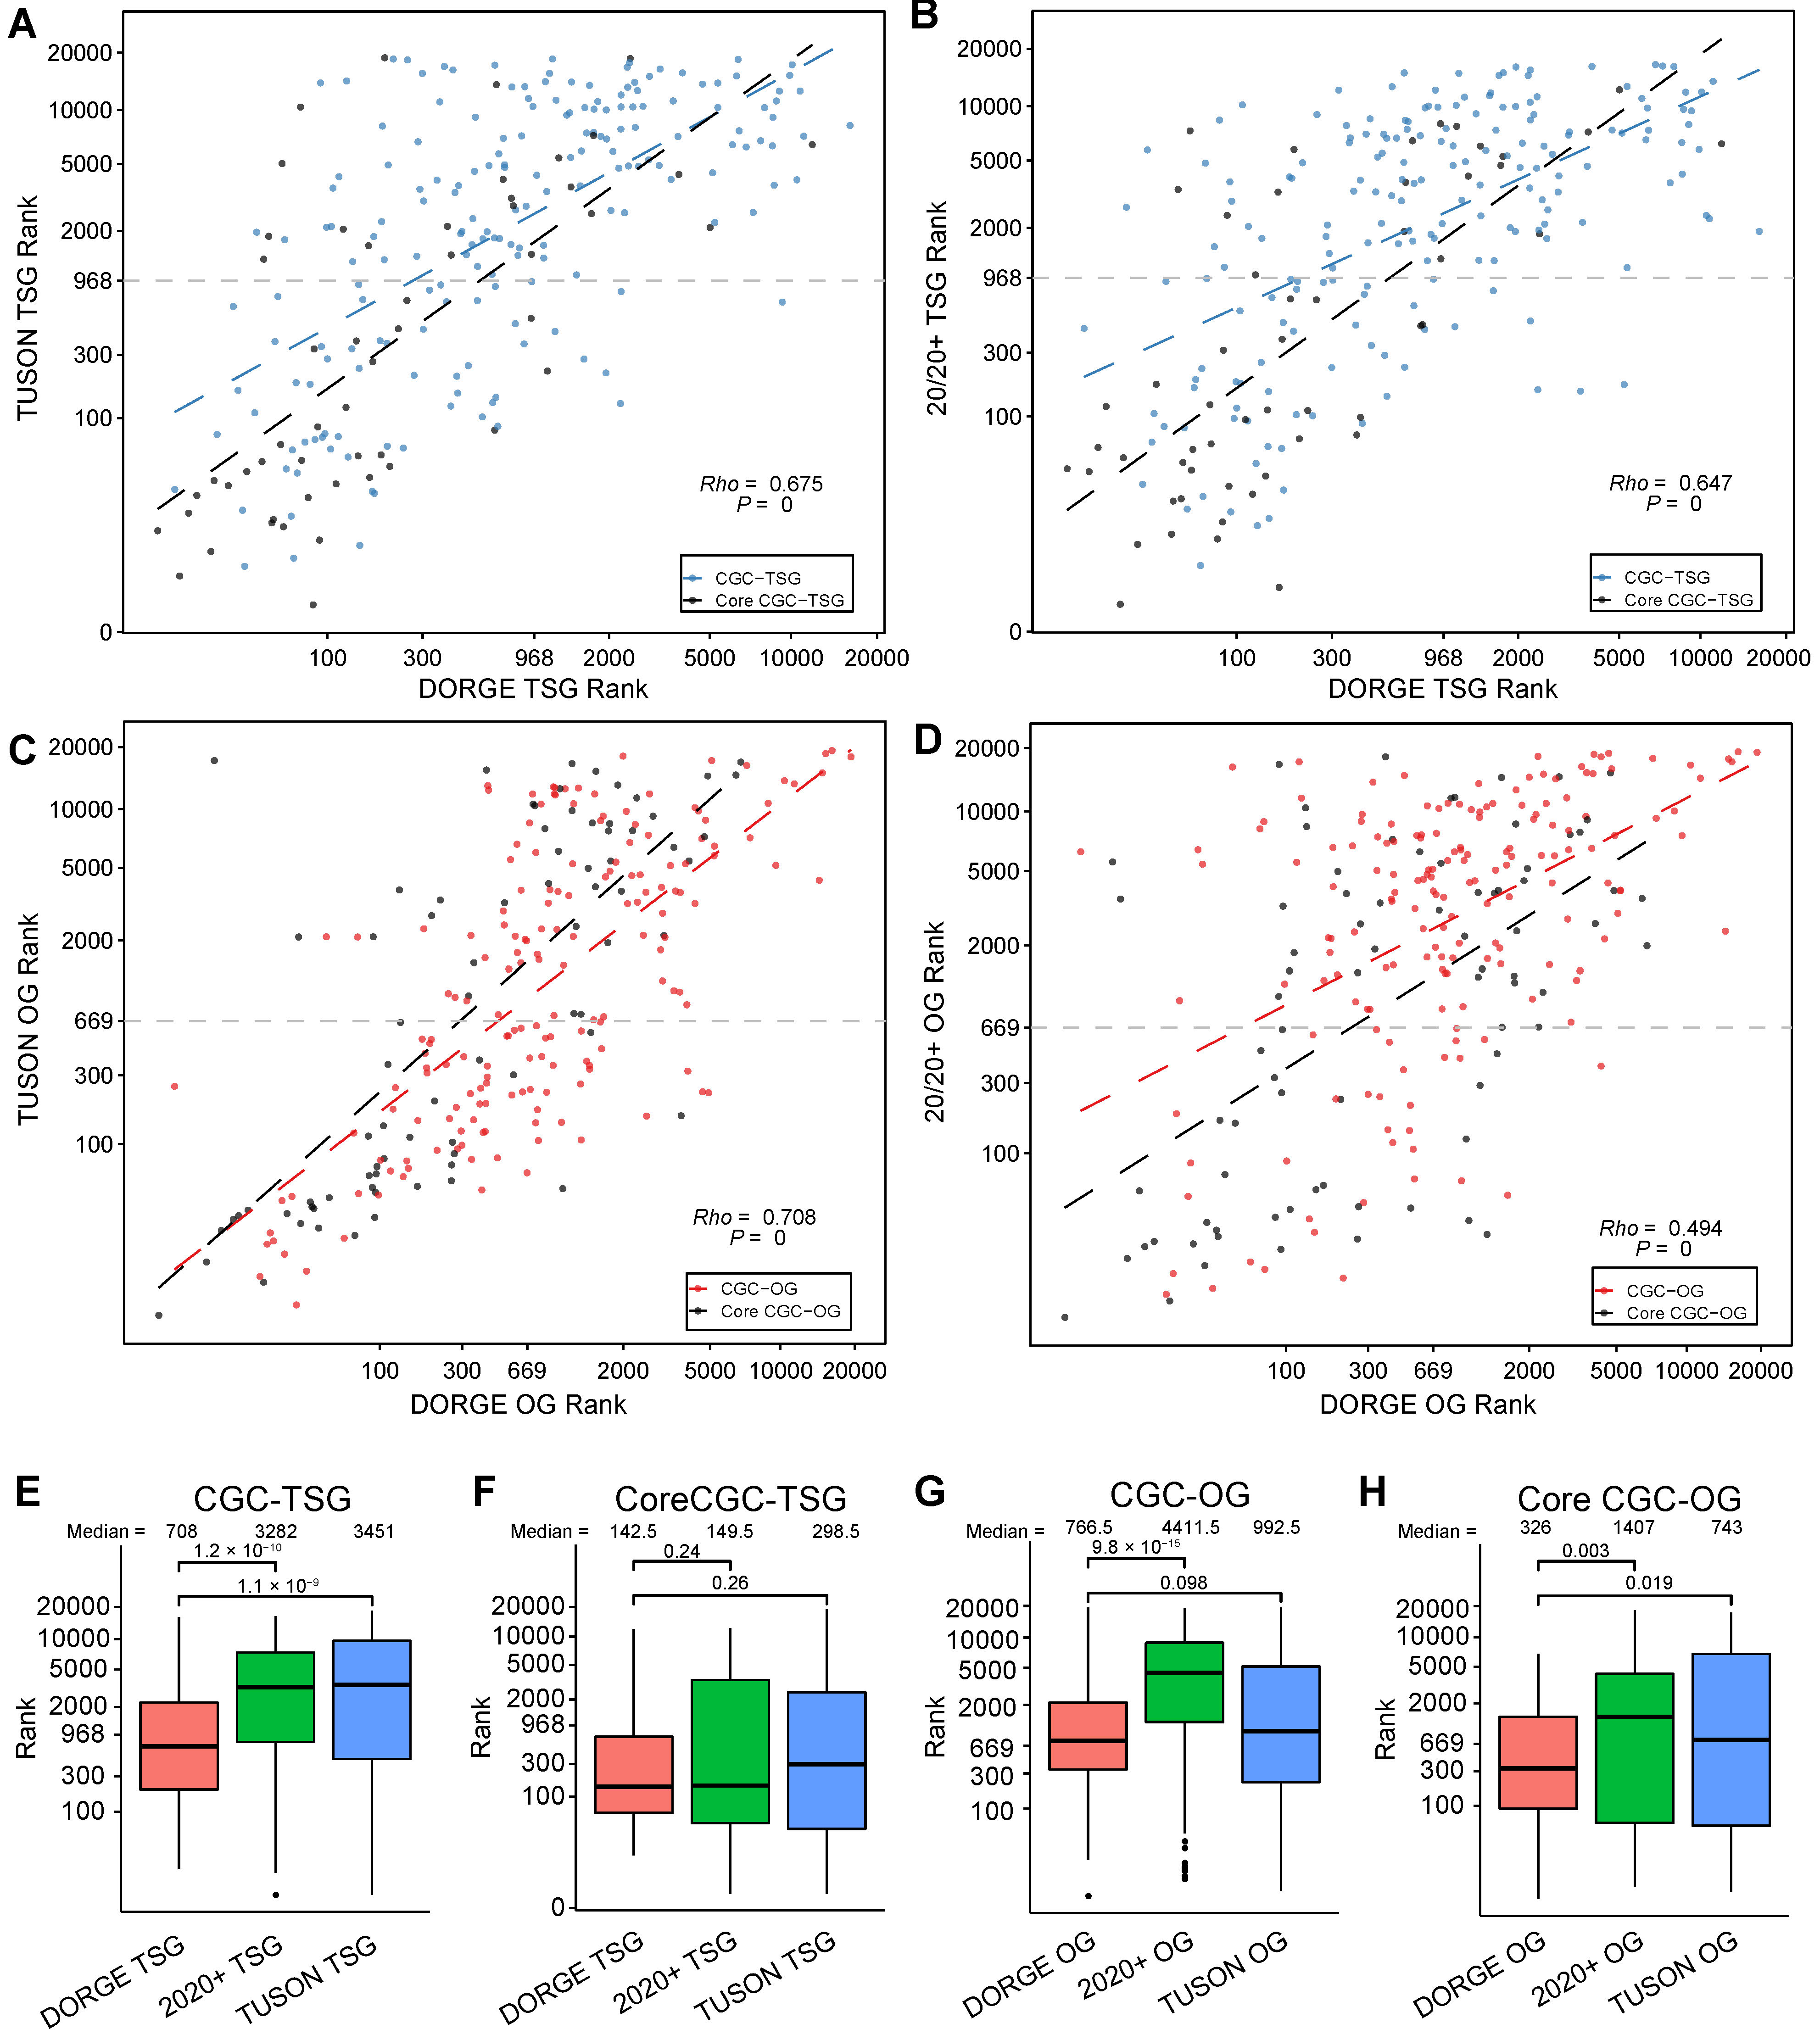 A
TUSON TSG Rank
20000
10000
5000
2000
968
300
100
0
Rho = 0.675
P = 0
CGC−TSG
Core CGC−TSG
100 300 968 2000 5000 10000 20000
DORGE TSG Rank
B
20/20+ TSG Rank
20000
10000
5000
2000
968
300
100
0
Rho = 0.647
P = 0
CGC−TSG
Core CGC−TSG
100 300 968 2000 5000 10000 20000
DORGE TSG Rank
C
TUSON OG Rank
20000
10000
5000
2000
669
300
100
Rho = 0.708
P = 0
CGC−OG
Core CGC−OG
100 300 669 2000 5000 10000 20000
DORGE OG Rank
D
20/20+ OG Rank
20000
10000
5000
2000
669
300
100
Rho = 0.494
P = 0
CGC−OG
Core CGC−OG
100 300 669 2000 5000 10000 20000
DORGE OG Rank
E
CGC-TSG
Median = 708 3282 3451
1.2 × 10⁻¹⁰
1.1 × 10⁻⁹
Rank
20000
10000
5000
2000
968
300
100
DORGE TSG
2020+ TSG
TUSON TSG
F
CoreCGC-TSG
Median = 142.5 149.5 298.5
0.24
0.26
Rank
20000
10000
5000
2000
968
300
100
0
DORGE TSG
2020+ TSG
TUSON TSG
G
CGC-OG
Median = 766.5 4411.5 992.5
9.8 × 10⁻¹⁵
0.098
Rank
20000
10000
5000
2000
669
300
100
DORGE OG
2020+ OG
TUSON OG
H
Core CGC-OG
Median = 326 1407 743
0.003
0.019
Rank
20000
10000
5000
2000
669
300
100
DORGE OG
2020+ OG
TUSON OG